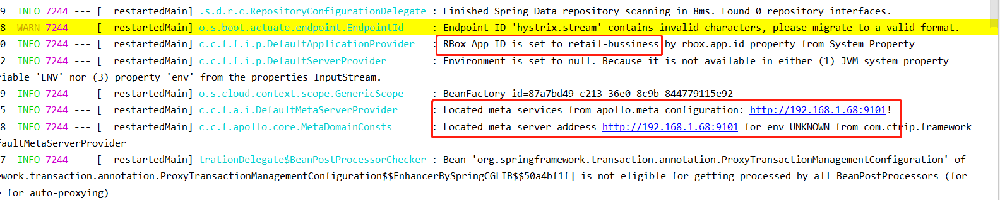 9  INFO 7244 --- [  restartedMain] .s.d.r.c.RepositoryConfigurationDelegate : Finished Spring Data repository scanning in 8ms. Found 0 repository interfaces.
8  WARN 7244 --- [  restartedMain] o.s.boot.actuate.endpoint.EndpointId     : Endpoint ID 'hystrix.stream' contains invalid characters, please migrate to a valid format.
0  INFO 7244 --- [  restartedMain] c.c.f.f.i.p.DefaultApplicationProvider   : RBox App ID is set to retail-bussiness by rbox.app.id property from System Property
2  INFO 7244 --- [  restartedMain] c.c.f.f.i.p.DefaultServerProvider        : Environment is set to null. Because it is not available in either (1) JVM system property
riable 'ENV' nor (3) property 'env' from the properties InputStream.
9  INFO 7244 --- [  restartedMain] o.s.cloud.context.scope.GenericScope     : BeanFactory id=87a7bd49-c213-36e0-8c9b-844779115e92
5  INFO 7244 --- [  restartedMain] c.c.f.a.i.DefaultMetaServerProvider      : Located meta services from apollo.meta configuration: http://192.168.1.68:9101!
8  INFO 7244 --- [  restartedMain] c.c.f.apollo.core.MetaDomainConsts       : Located meta server address http://192.168.1.68:9101 for env UNKNOWN from com.ctrip.framework
faultMetaServerProvider
7  INFO 7244 --- [  restartedMain] trationDelegate$BeanPostProcessorChecker : Bean 'org.springframework.transaction.annotation.ProxyTransactionManagementConfiguration' of
ework.transaction.annotation.ProxyTransactionManagementConfiguration$$EnhancerBySpringCGLIB$$50a4bf1f] is not eligible for getting processed by all BeanPostProcessors (for
e for auto-proxying)